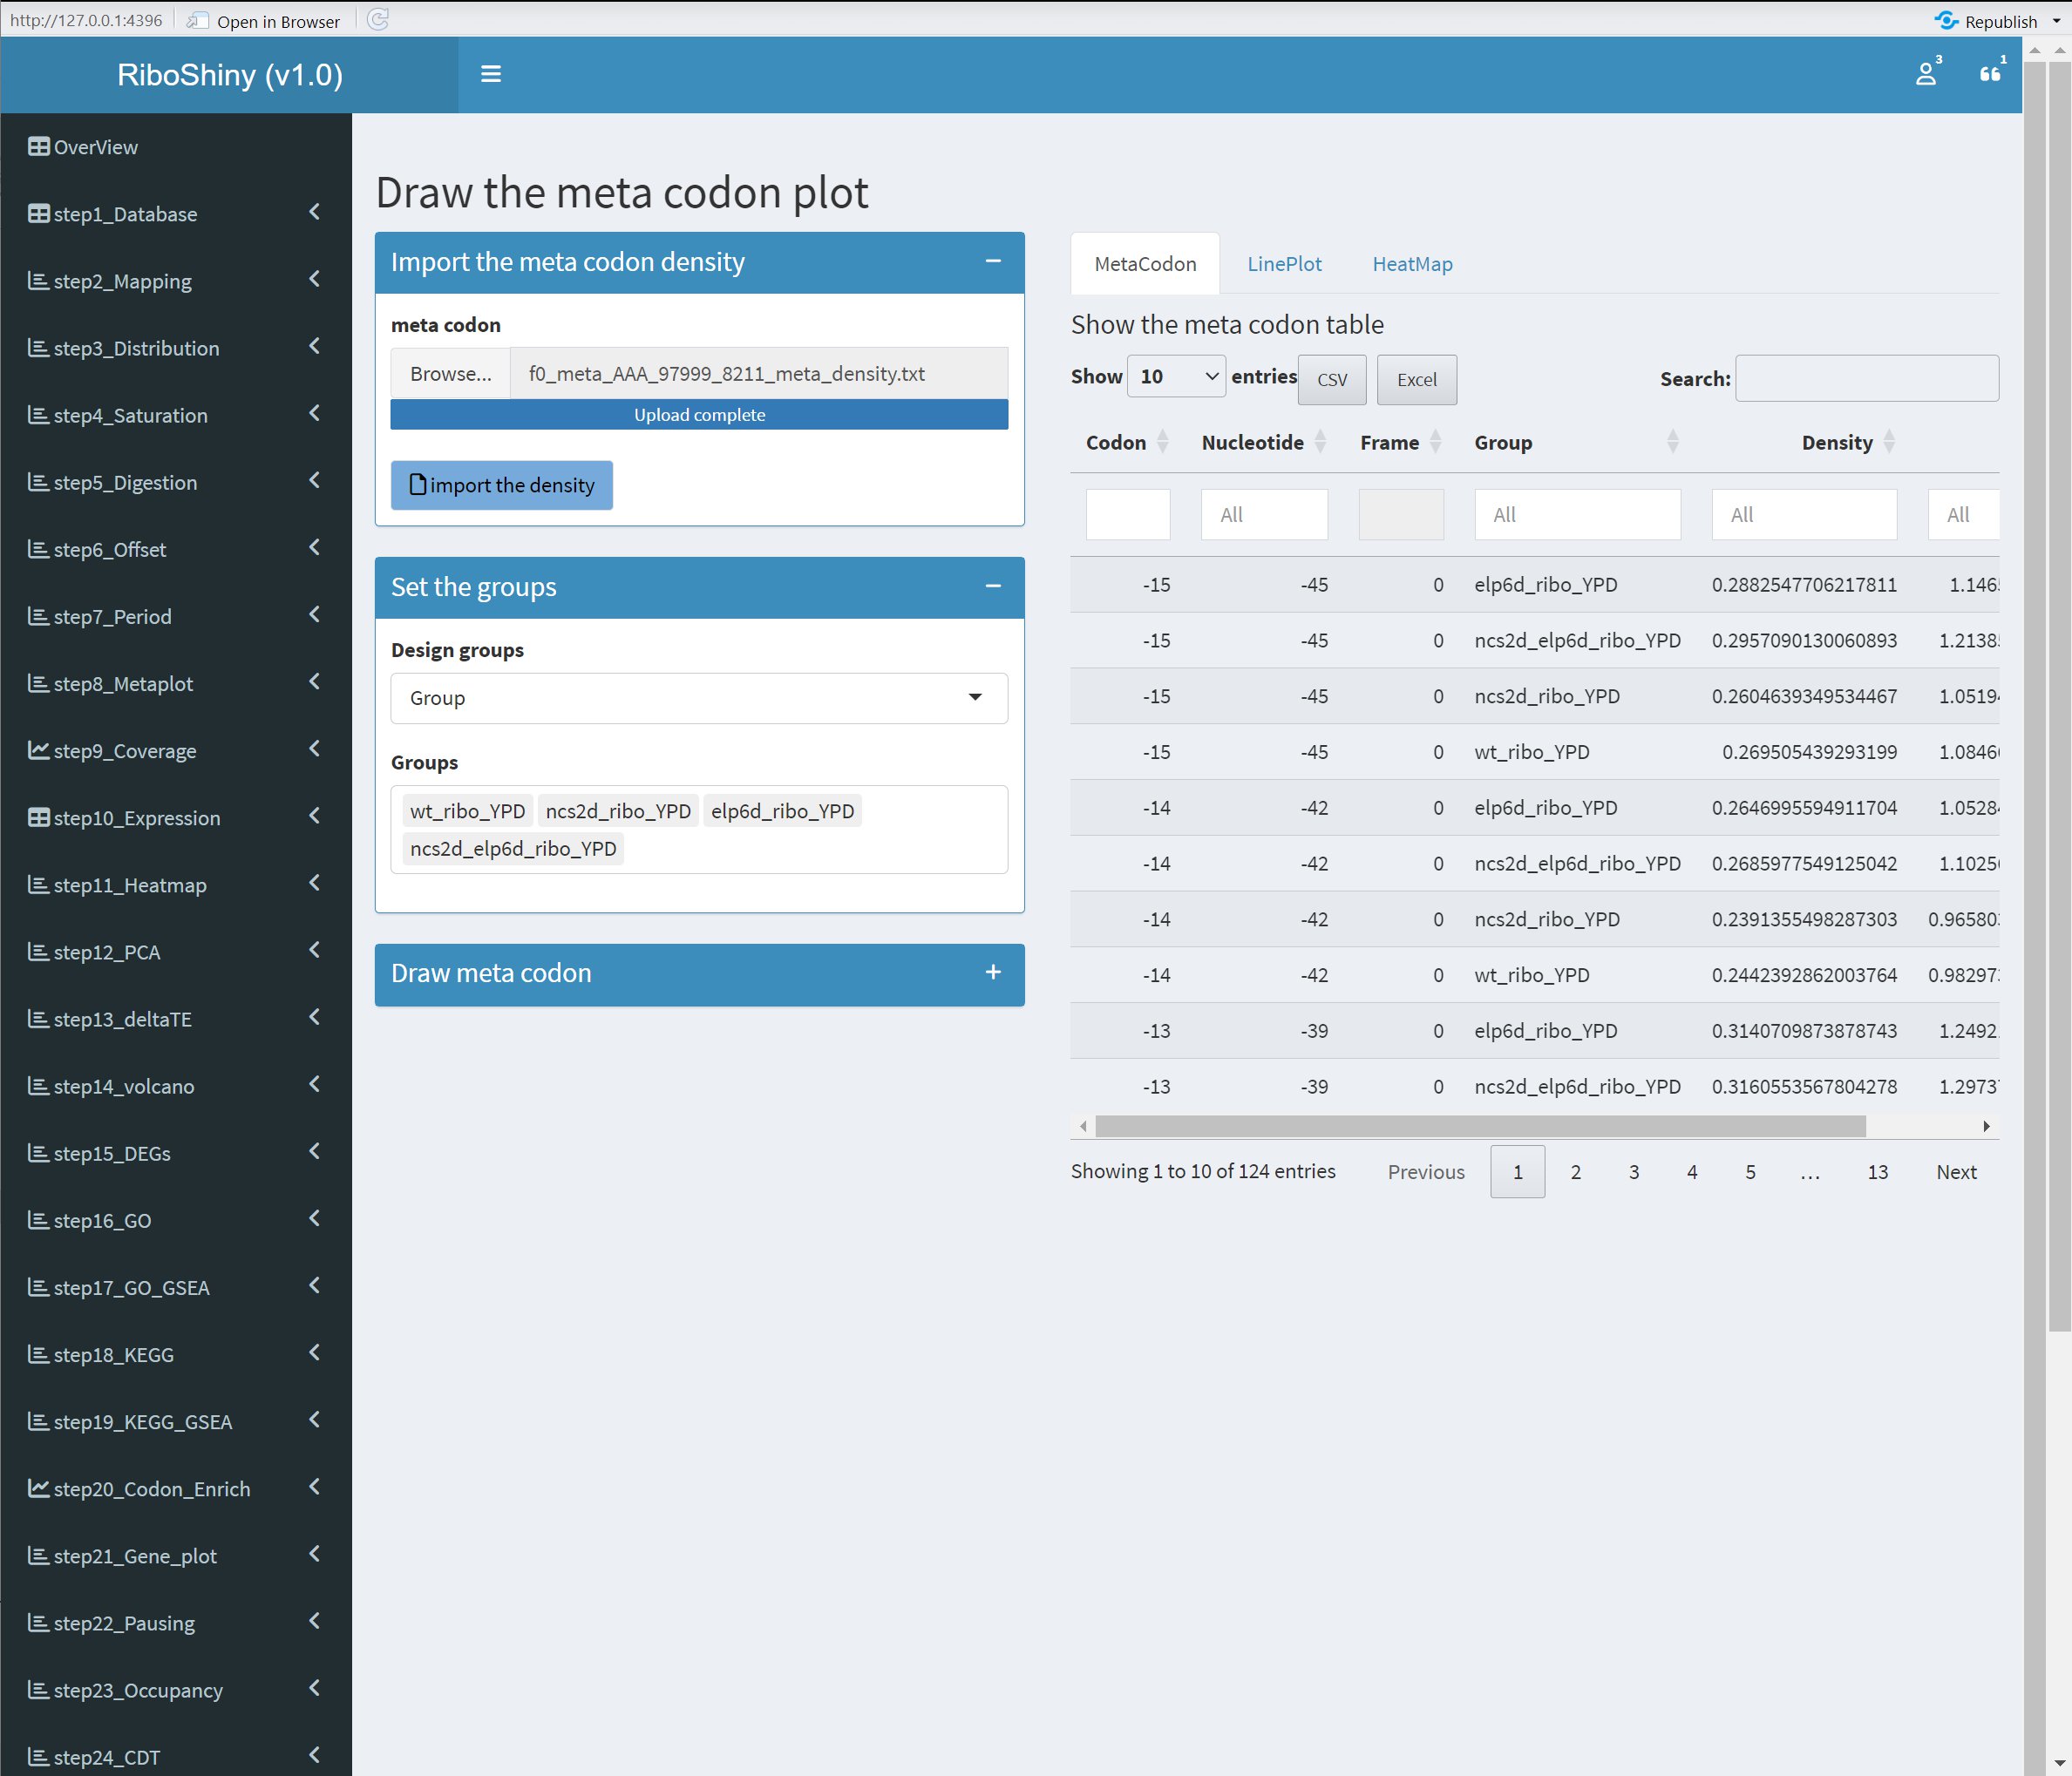 http://127.0.0.1:4396 Open in Browser Republish
RiboShiny (v1.0) 3 1
OverView
step1_Database
step2_Mapping
step3_Distribution
step4_Saturation
step5_Digestion
step6_Offset
step7_Period
step8_Metaplot
step9_Coverage
step10_Expression
step11_Heatmap
step12_PCA
step13_deltaTE
step14_volcano
step15_DEGs
step16_GO
step17_GO_GSEA
step18_KEGG
step19_KEGG_GSEA
step20_Codon_Enrich
step21_Gene_plot
step22_Pausing
step23_Occupancy
step24_CDT
Draw the meta codon plot
Import the meta codon density
meta codon
Browse... f0_meta_AAA_97999_8211_meta_density.txt
Upload complete
import the density
Set the groups
Design groups
Group
Groups
wt_ribo_YPD ncs2d_ribo_YPD elp6d_ribo_YPD
ncs2d_elp6d_ribo_YPD
Draw meta codon
MetaCodon LinePlot HeatMap
Show the meta codon table
Show 10 entries CSV Excel Search:
Codon Nucleotide Frame Group Density
All All All All
-15 -45 0 elp6d_ribo_YPD 0.2882547706217811 1.146
-15 -45 0 ncs2d_elp6d_ribo_YPD 0.2957090130060893 1.2138
-15 -45 0 ncs2d_ribo_YPD 0.2604639349534467 1.0519
-15 -45 0 wt_ribo_YPD 0.269505439293199 1.0846
-14 -42 0 elp6d_ribo_YPD 0.2646995594911704 1.0528
-14 -42 0 ncs2d_elp6d_ribo_YPD 0.2685977549125042 1.1025
-14 -42 0 ncs2d_ribo_YPD 0.2391355498287303 0.96580
-14 -42 0 wt_ribo_YPD 0.2442392862003764 0.98297
-13 -39 0 elp6d_ribo_YPD 0.3140709873878743 1.2492
-13 -39 0 ncs2d_elp6d_ribo_YPD 0.3160553567804278 1.2973
Showing 1 to 10 of 124 entries Previous 1 2 3 4 5 … 13 Next